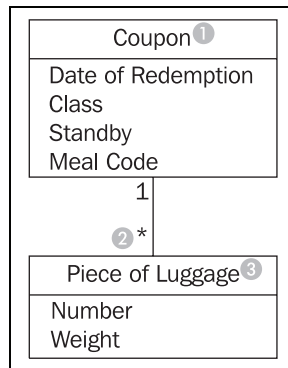 Coupon 1
Date of Redemption
Class
Standby
Meal Code
1
2 *
Piece of Luggage 3
Number
Weight